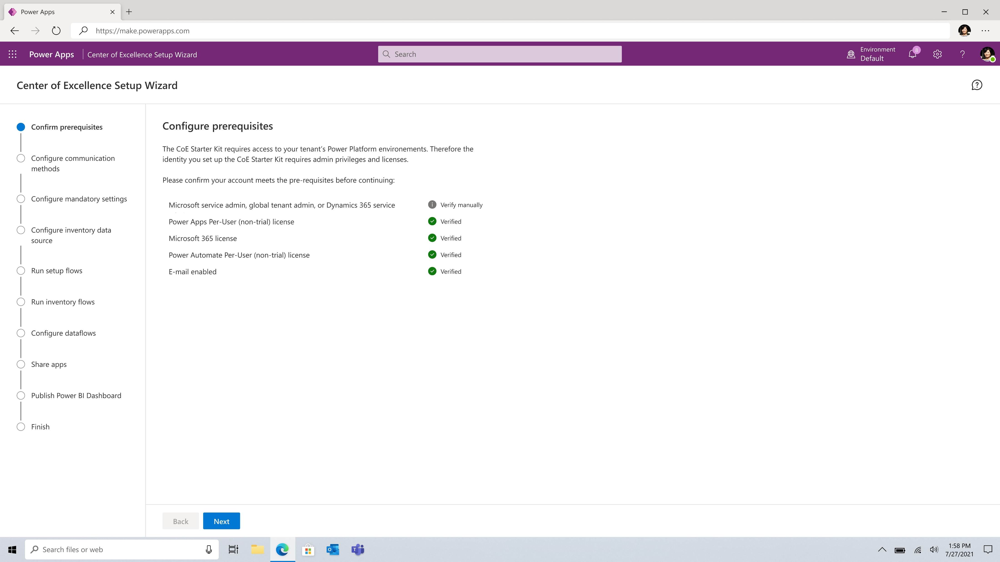 Power Apps
https://make.powerapps.com
Power Apps
Center of Excellence Setup Wizard
Search
Environment
Default
8
Center of Excellence Setup Wizard
Confirm prerequisites
Configure communication
methods
Configure mandatory settings
Configure inventory data
source
Run setup flows
Run inventory flows
Configure dataflows
Share apps
Publish Power BI Dashboard
Finish
Configure prerequisites
The CoE Starter Kit requires access to your tenant’s Power Platform environements. Therefore the
identity you set up the CoE Starter Kit requires admin privileges and licenses.
Please confirm your account meets the pre-requisites before continuing:
Microsoft service admin, global tenant admin, or Dynamics 365 service
Verify manually
Power Apps Per-User (non-trial) license
Verified
Microsoft 365 license
Verified
Power Automate Per-User (non-trial) license
Verified
E-mail enabled
Verified
Back
Next
Search files or web
1:58 PM
7/27/2021